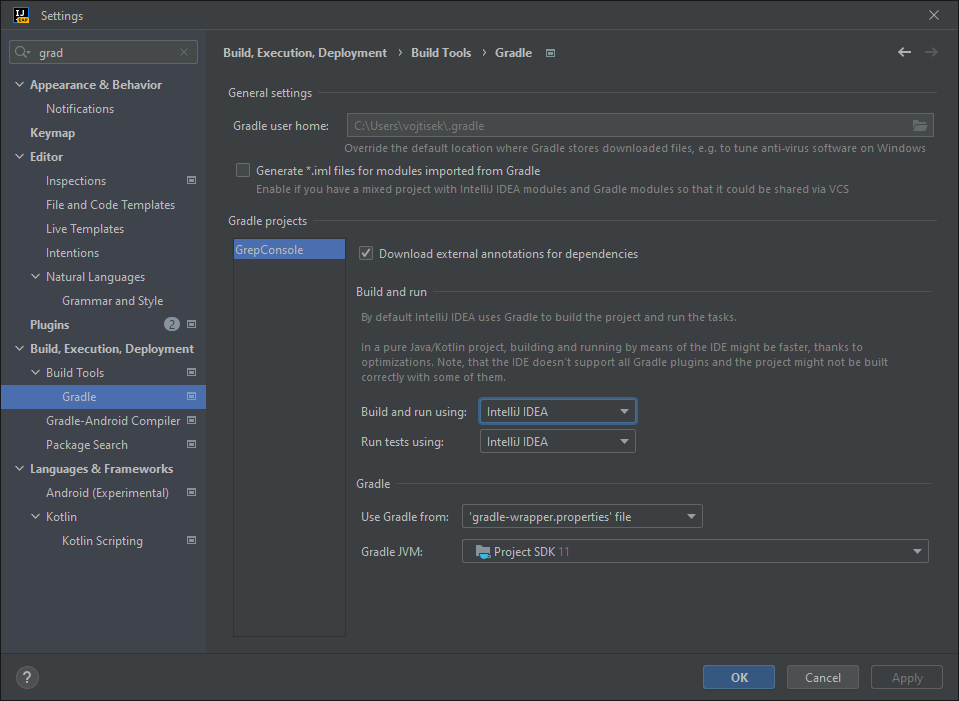 Settings
grad
Appearance & Behavior
Notifications
Keymap
Editor
Inspections
File and Code Templates
Live Templates
Intentions
Natural Languages
Grammar and Style
Plugins 2
Build, Execution, Deployment
Build Tools
Gradle
Gradle-Android Compiler
Package Search
Languages & Frameworks
Android (Experimental)
Kotlin
Kotlin Scripting
Build, Execution, Deployment › Build Tools › Gradle
General settings
Gradle user home: C:\Users\vojtisek\.gradle
Override the default location where Gradle stores downloaded files, e.g. to tune anti-virus software on Windows
Generate *.iml files for modules imported from Gradle
Enable if you have a mixed project with IntelliJ IDEA modules and Gradle modules so that it could be shared via VCS
Gradle projects
GrepConsole
Download external annotations for dependencies
Build and run
By default IntelliJ IDEA uses Gradle to build the project and run the tasks.
In a pure Java/Kotlin project, building and running by means of the IDE might be faster, thanks to
optimizations. Note, that the IDE doesn't support all Gradle plugins and the project might not be built
correctly with some of them.
Build and run using: IntelliJ IDEA
Run tests using: IntelliJ IDEA
Gradle
Use Gradle from: 'gradle-wrapper.properties' file
Gradle JVM: Project SDK 11
?
OK
Cancel
Apply